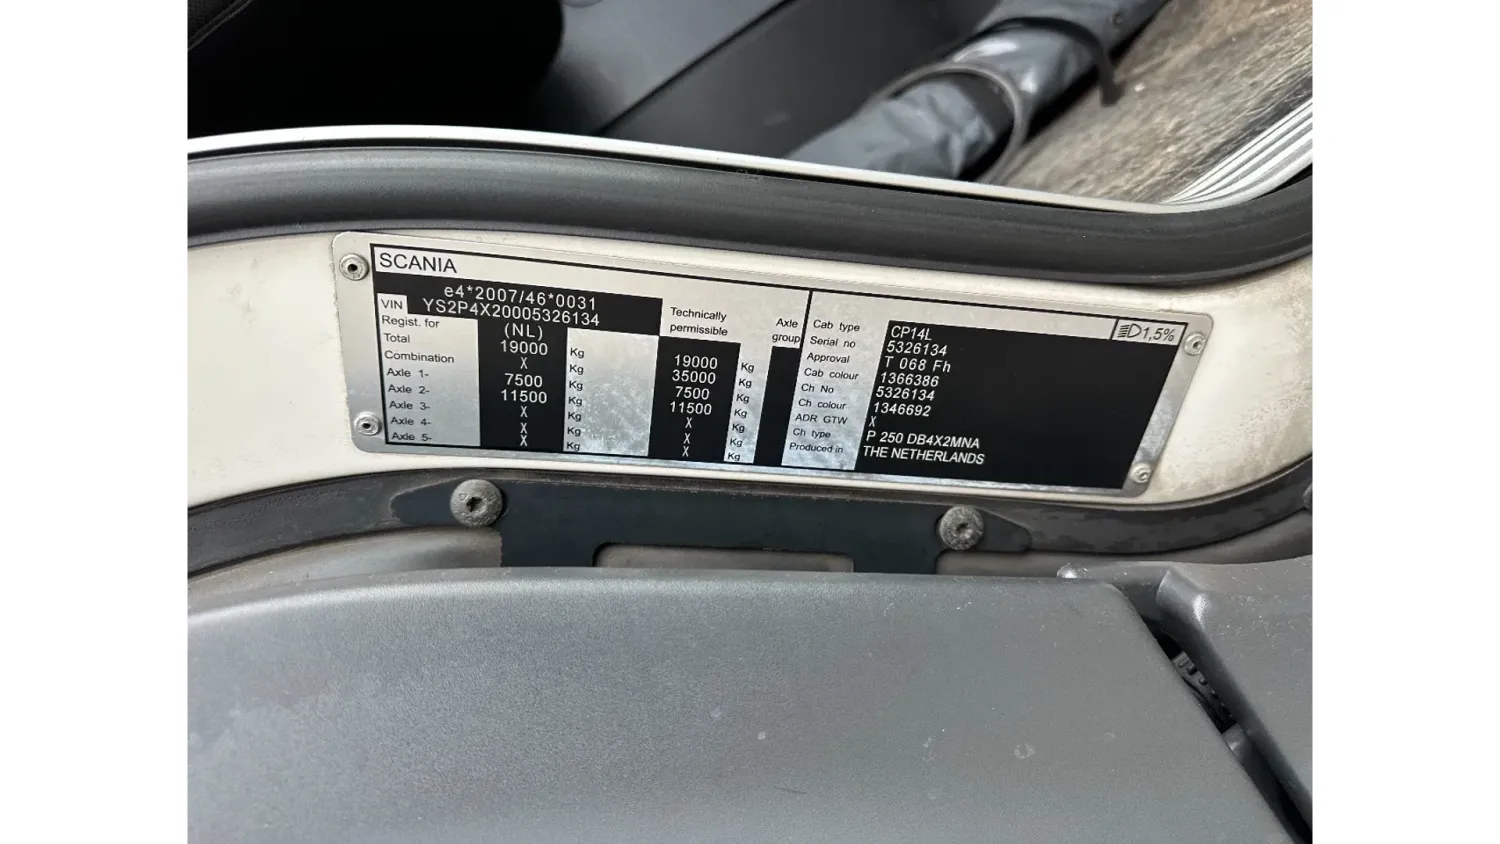 SCANIA
e4*2007/46*0031
VIN YS2P4X20005326134
Regist. for (NL) Technically permissible Axle group
Total 19000 Kg 19000 Kg
Combination X Kg 35000 Kg
Axle 1- 7500 Kg 7500 Kg
Axle 2- 11500 Kg 11500 Kg
Axle 3- X Kg X Kg
Axle 4- X Kg X Kg
Axle 5- X Kg X Kg
1,5%
Cab type CP14L
Serial no 5326134
Approval T 068 Fh
Cab colour 1366386
Ch No 5326134
Ch colour 1346692
ADR GTW X
Ch type P 250 DB4X2MNA
Produced in THE NETHERLANDS